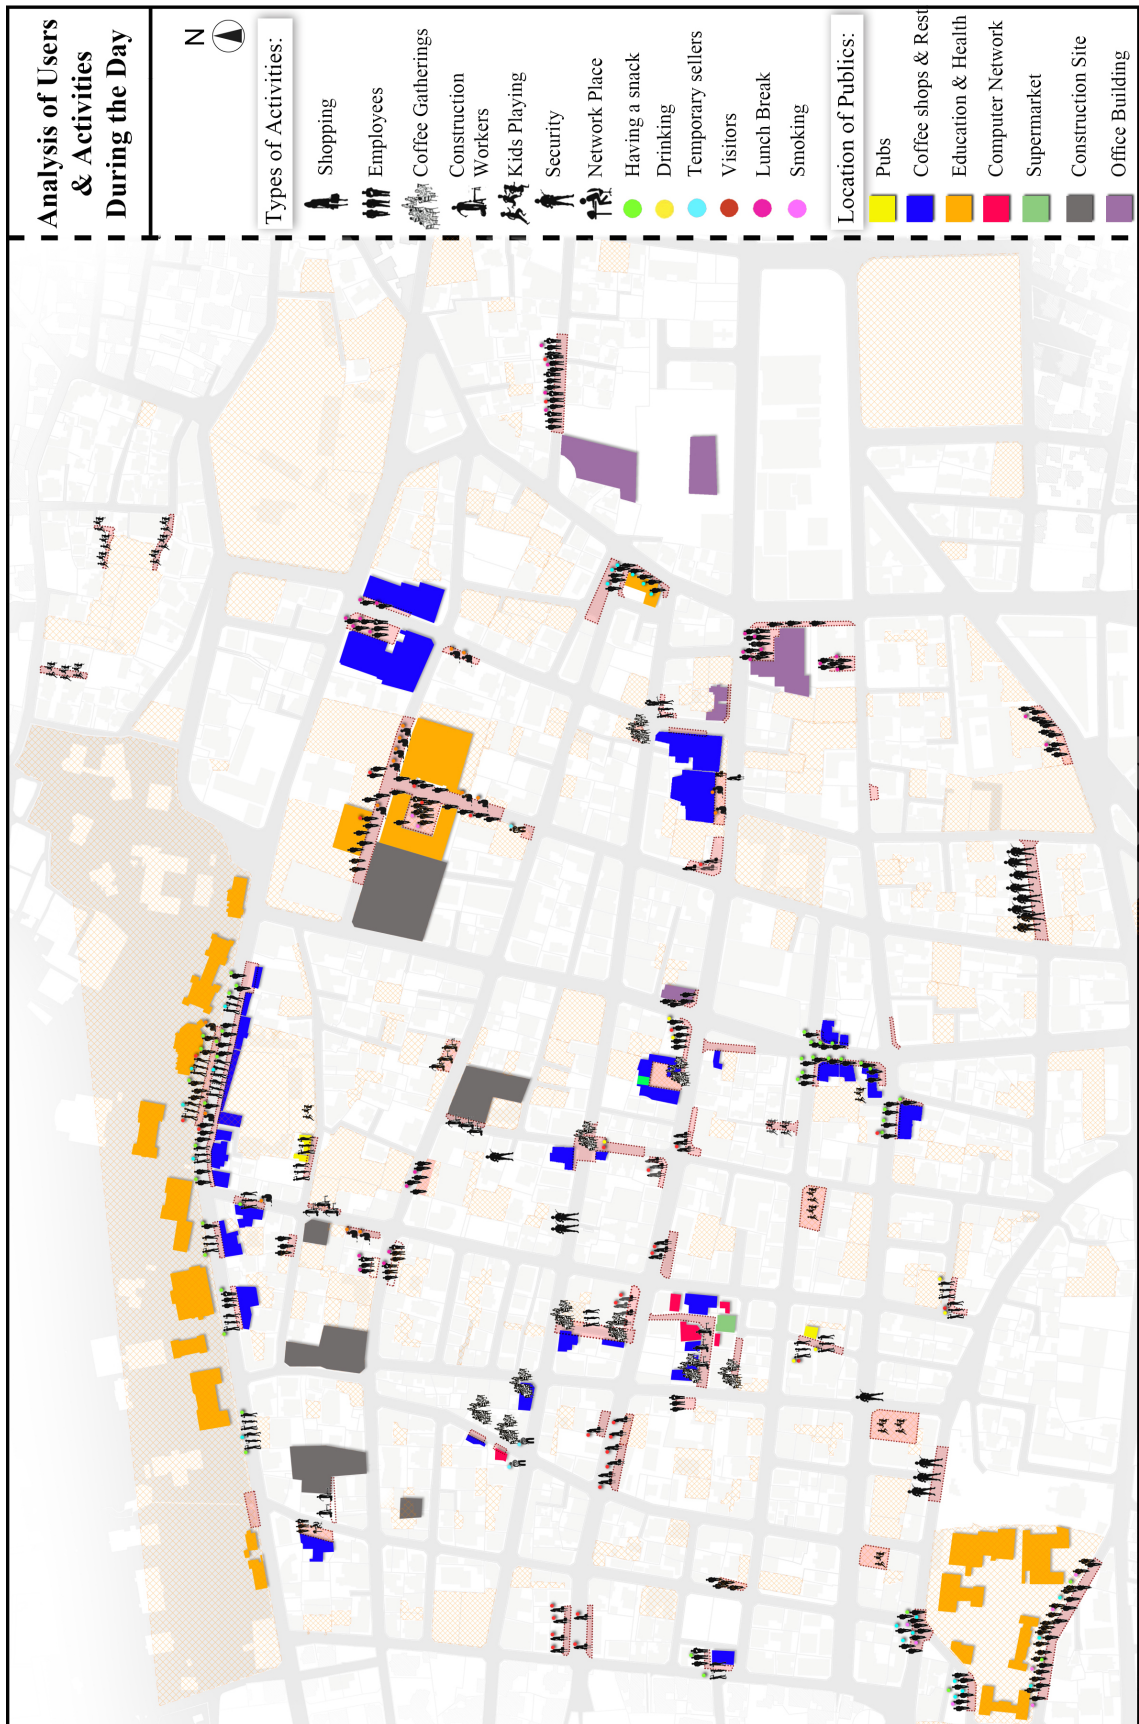 Analysis of Users
& Activities
During the Day
N
Types of Activities:
Shopping
Employees
Coffee Gatherings
Construction
Workers
Kids Playing
Security
Network Place
Having a snack
Drinking
Temporary sellers
Visitors
Lunch Break
Smoking
Location of Publics:
Pubs
Coffee shops & Rest
Education & Health
Computer Network
Supermarket
Construction Site
Office Building